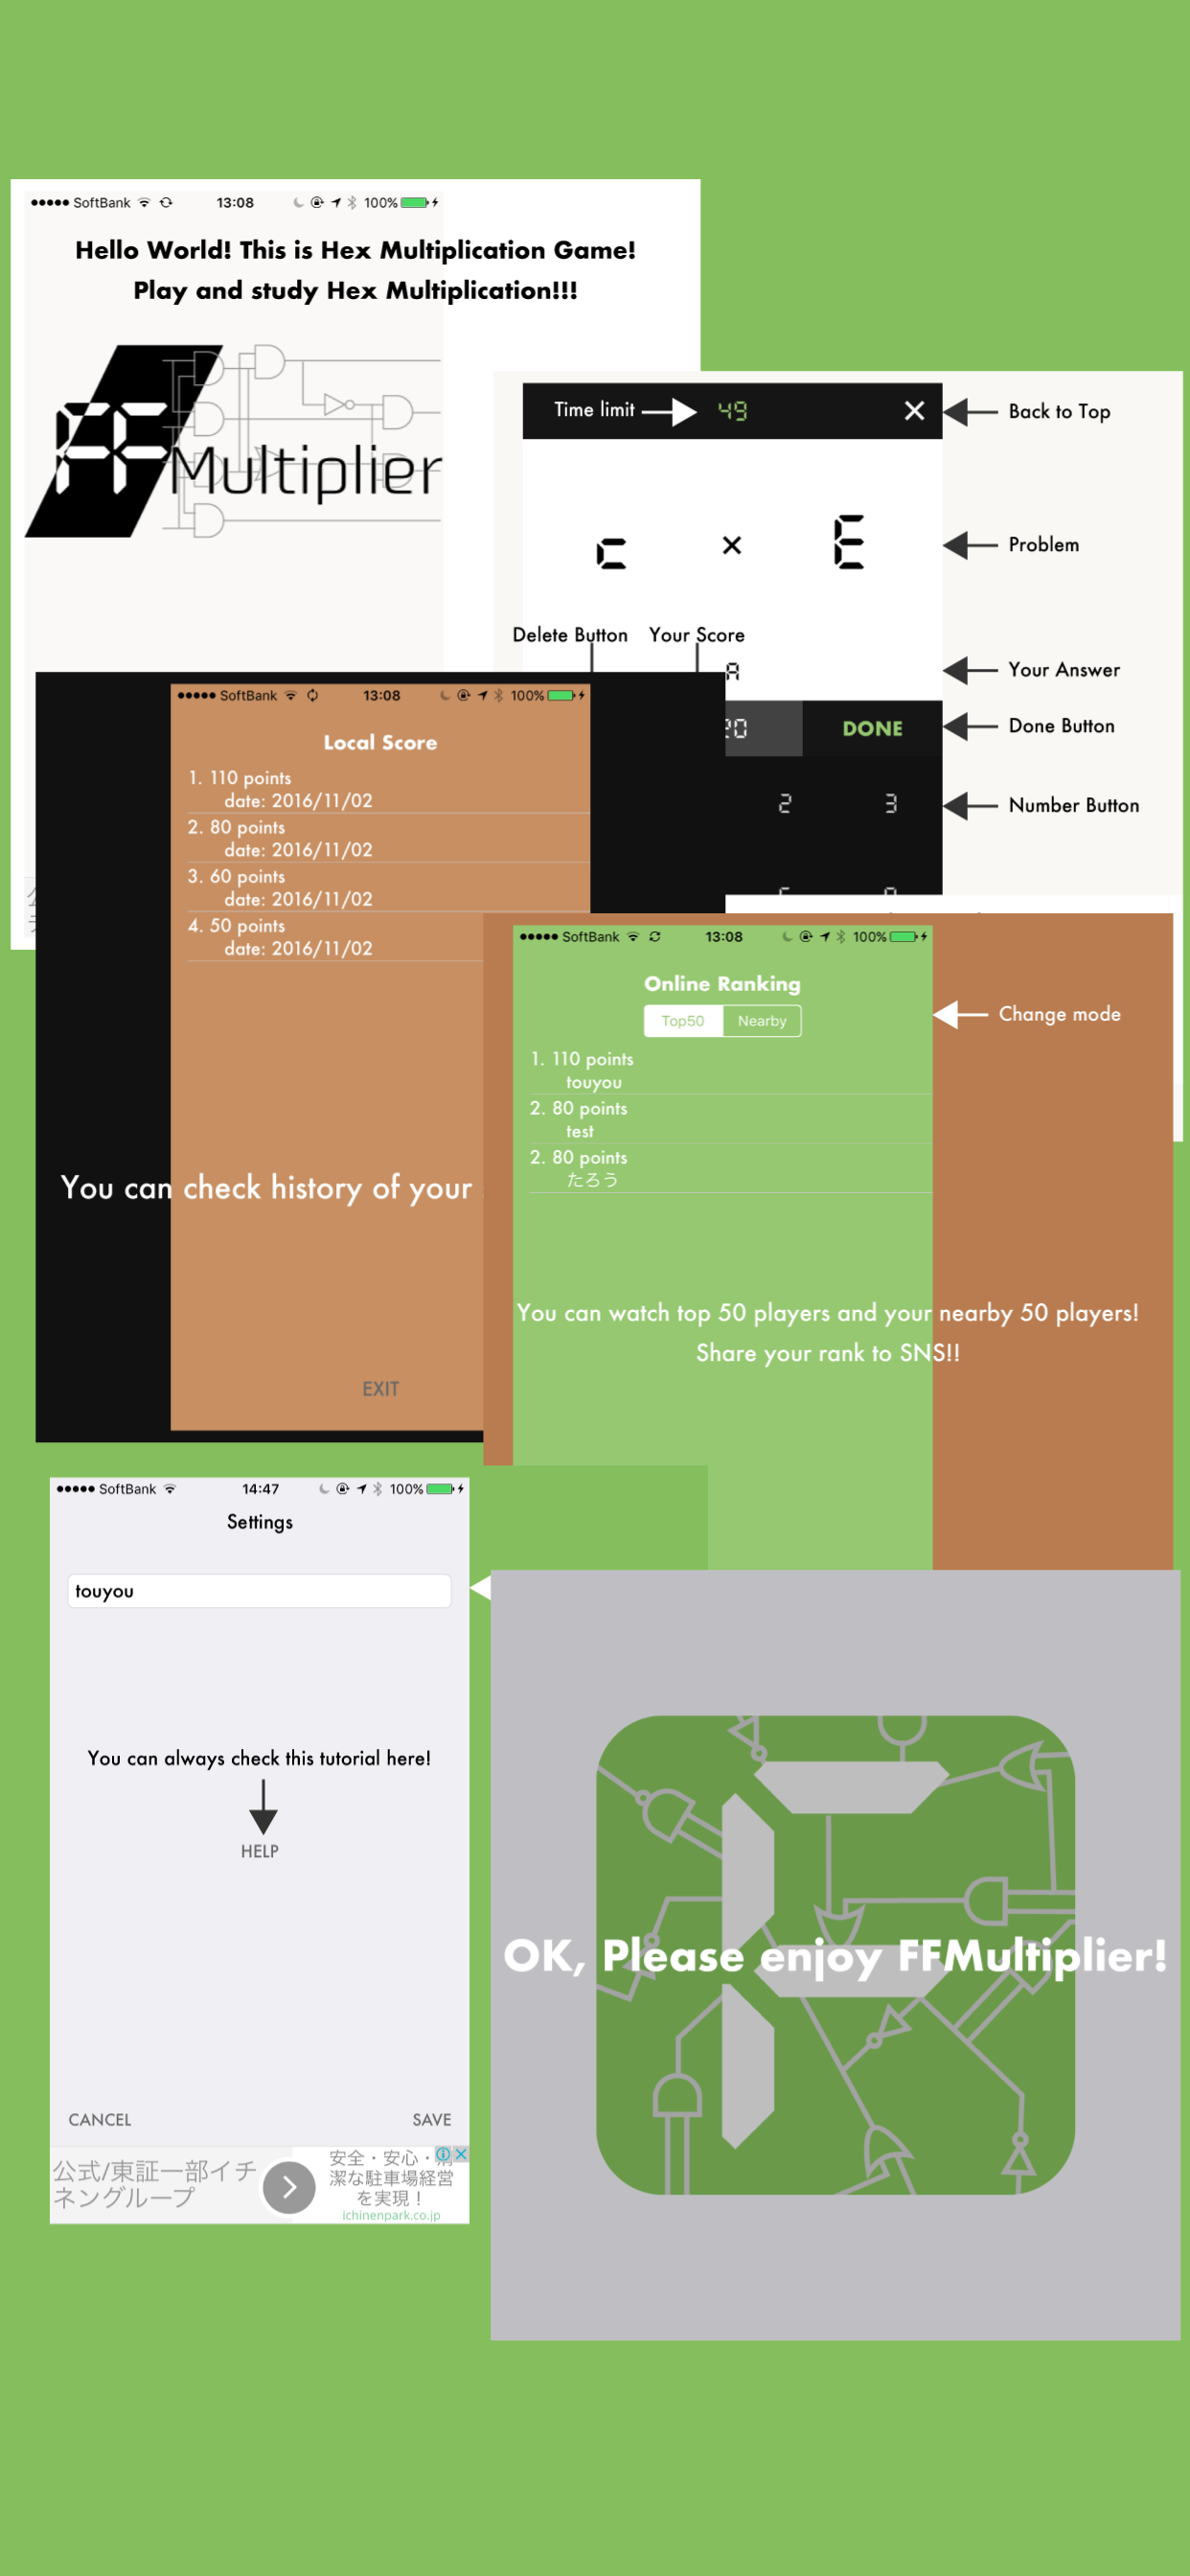 SoftBank 13:08 100%
Hello World! This is Hex Multiplication Game!
Play and study Hex Multiplication!!!
FF Multiplier
Time limit 49 ×
Back to Top
c × E
Problem
Delete Button Your Score
A
Your Answer
20 DONE
Done Button
2 3
Number Button
SoftBank 13:08 100%
Local Score
1. 110 points
date: 2016/11/02
2. 80 points
date: 2016/11/02
3. 60 points
date: 2016/11/02
4. 50 points
date: 2016/11/02
You can check history of your
EXIT
SoftBank 13:08 100%
Online Ranking
Top50 Nearby
Change mode
1. 110 points
touyou
2. 80 points
test
2. 80 points
たろう
You can watch top 50 players and your nearby 50 players!
Share your rank to SNS!!
SoftBank 14:47 100%
Settings
touyou
You can always check this tutorial here!
HELP
CANCEL SAVE
公式/東証一部イチ
ネングループ
安全・安心・清
潔な駐車場経営
を実現！
ichinenpark.co.jp
OK, Please enjoy FFMultiplier!